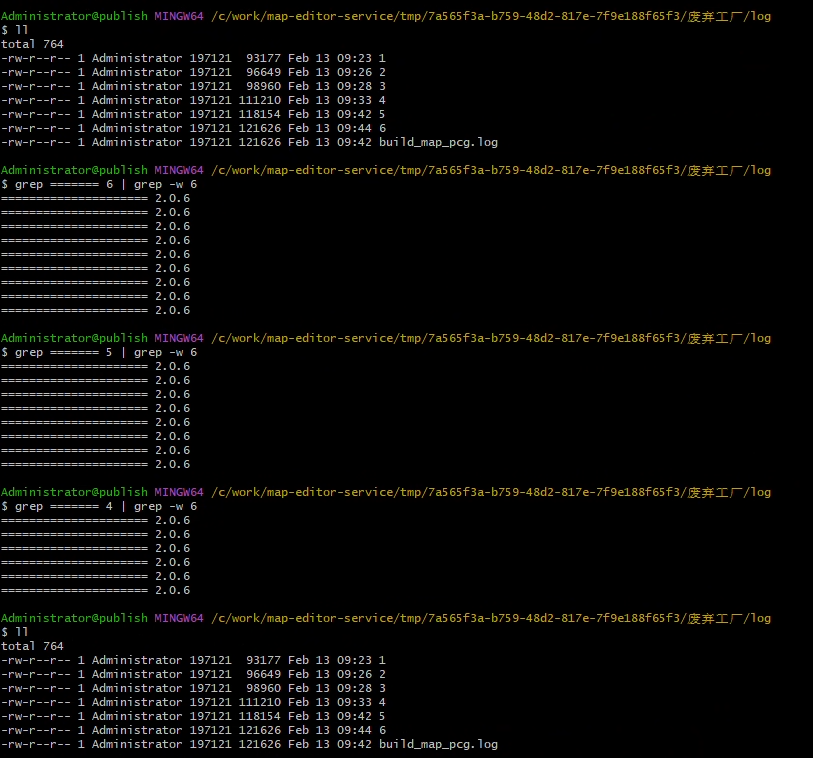 Administrator@publish MINGW64 /c/work/map-editor-service/tmp/7a565f3a-b759-48d2-817e-7f9e188f65f3/废弃工厂/log
$ ll
total 764
-rw-r--r-- 1 Administrator 197121  93177 Feb 13 09:23 1
-rw-r--r-- 1 Administrator 197121  96649 Feb 13 09:26 2
-rw-r--r-- 1 Administrator 197121  98960 Feb 13 09:28 3
-rw-r--r-- 1 Administrator 197121 111210 Feb 13 09:33 4
-rw-r--r-- 1 Administrator 197121 118154 Feb 13 09:42 5
-rw-r--r-- 1 Administrator 197121 121626 Feb 13 09:44 6
-rw-r--r-- 1 Administrator 197121 121626 Feb 13 09:42 build_map_pcg.log
Administrator@publish MINGW64 /c/work/map-editor-service/tmp/7a565f3a-b759-48d2-817e-7f9e188f65f3/废弃工厂/log
$ grep ======= 6 | grep -w 6
===================== 2.0.6
===================== 2.0.6
===================== 2.0.6
===================== 2.0.6
===================== 2.0.6
===================== 2.0.6
===================== 2.0.6
===================== 2.0.6
===================== 2.0.6
Administrator@publish MINGW64 /c/work/map-editor-service/tmp/7a565f3a-b759-48d2-817e-7f9e188f65f3/废弃工厂/log
$ grep ======= 5 | grep -w 6
===================== 2.0.6
===================== 2.0.6
===================== 2.0.6
===================== 2.0.6
===================== 2.0.6
===================== 2.0.6
===================== 2.0.6
===================== 2.0.6
Administrator@publish MINGW64 /c/work/map-editor-service/tmp/7a565f3a-b759-48d2-817e-7f9e188f65f3/废弃工厂/log
$ grep ======= 4 | grep -w 6
===================== 2.0.6
===================== 2.0.6
===================== 2.0.6
===================== 2.0.6
===================== 2.0.6
===================== 2.0.6
Administrator@publish MINGW64 /c/work/map-editor-service/tmp/7a565f3a-b759-48d2-817e-7f9e188f65f3/废弃工厂/log
$ ll
total 764
-rw-r--r-- 1 Administrator 197121  93177 Feb 13 09:23 1
-rw-r--r-- 1 Administrator 197121  96649 Feb 13 09:26 2
-rw-r--r-- 1 Administrator 197121  98960 Feb 13 09:28 3
-rw-r--r-- 1 Administrator 197121 111210 Feb 13 09:33 4
-rw-r--r-- 1 Administrator 197121 118154 Feb 13 09:42 5
-rw-r--r-- 1 Administrator 197121 121626 Feb 13 09:44 6
-rw-r--r-- 1 Administrator 197121 121626 Feb 13 09:42 build_map_pcg.log